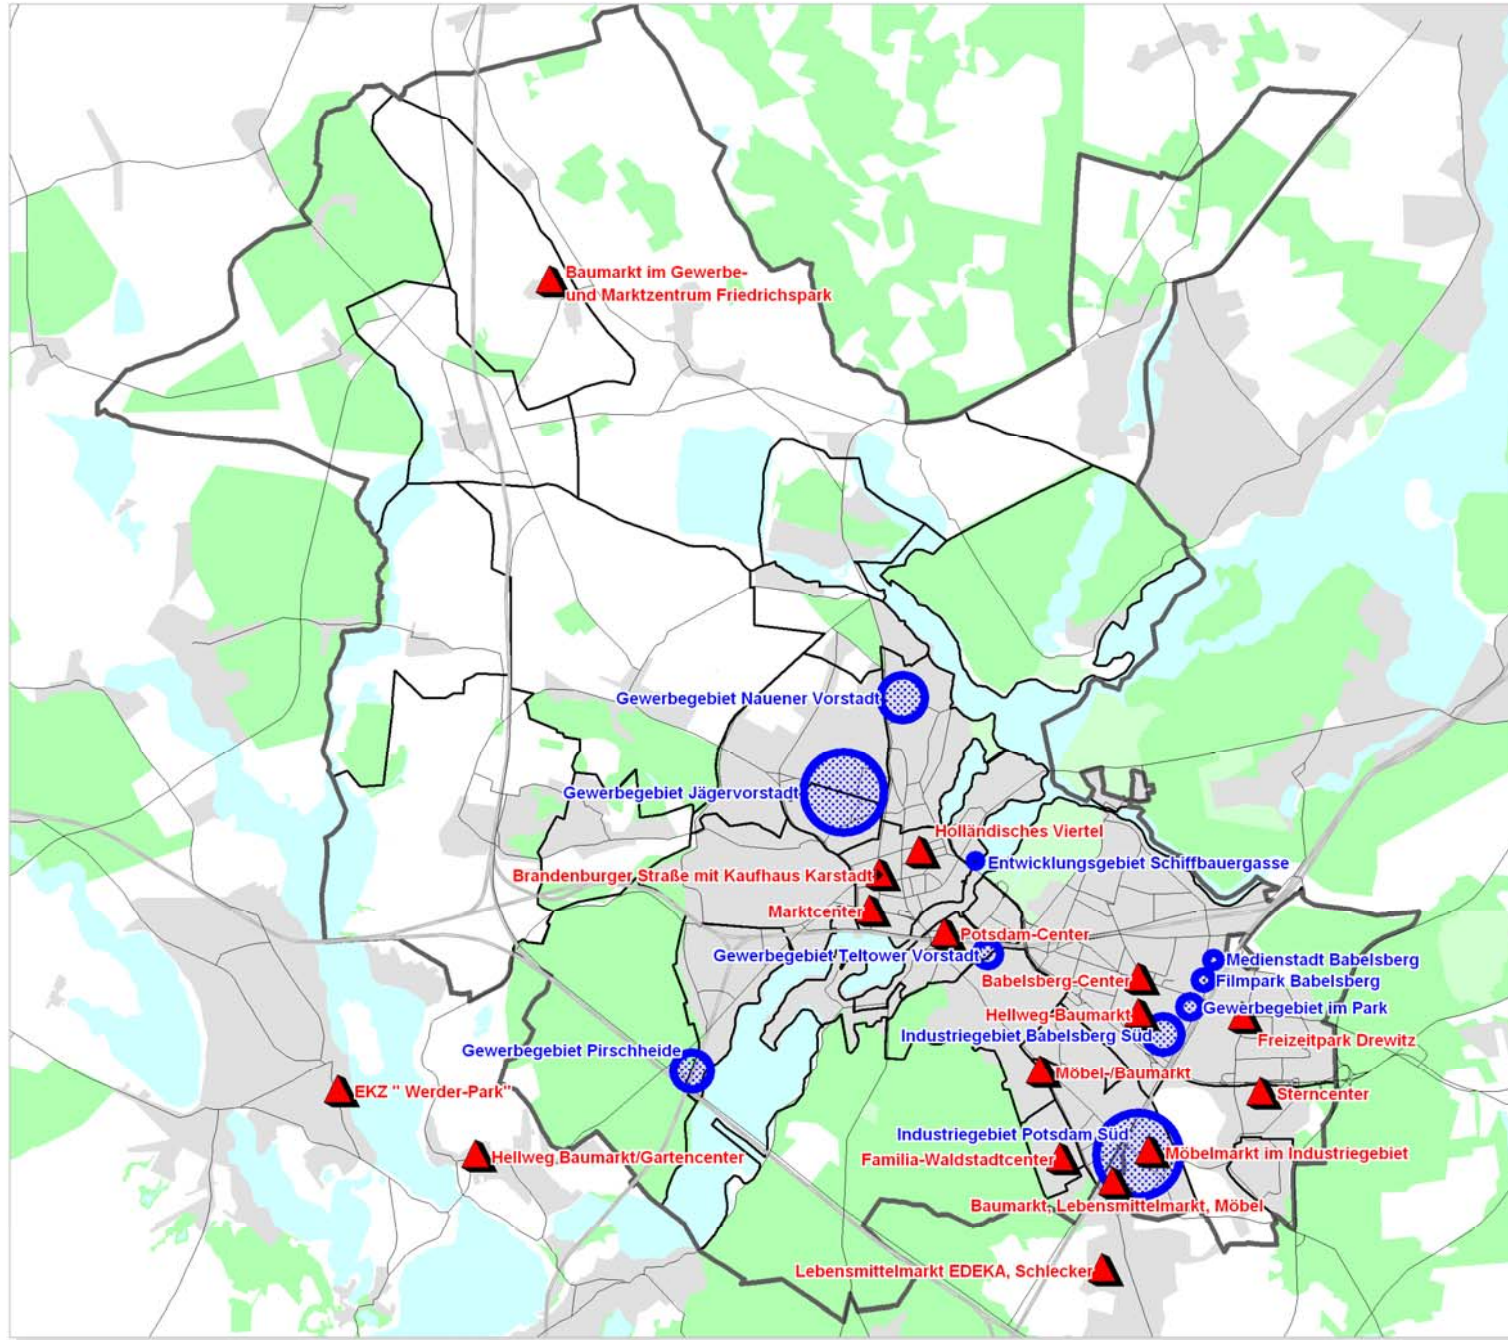 Baumarkt im Gewerbe-
und Marktzentrum Friedrichspark
Gewerbegebiet Nauener Vorstadt
Gewerbegebiet Jägervorstadt
Holländisches Viertel
Entwicklungsgebiet Schiffbauergasse
Brandenburger Straße mit Kaufhaus Karstadt
Marktcenter
Potsdam-Center
Gewerbegebiet Teltower Vorstadt
Medienstadt Babelsberg
Babelsberg-Center
Filmpark Babelsberg
Gewerbegebiet im Park
Hellweg-Baumarkt
Industriegebiet Babelsberg Süd
Freizeitpark Drewitz
Gewerbegebiet Pirschheide
Möbel-/Baumarkt
EKZ " Werder-Park"
Sterncenter
Industriegebiet Potsdam Süd
Hellweg Baumarkt/Gartencenter
Familia-Waldstadtcenter
Möbelmarkt im Industriegebiet
Baumarkt, Lebensmittelmarkt, Möbel
Lebensmittelmarkt EDEKA, Schlecker